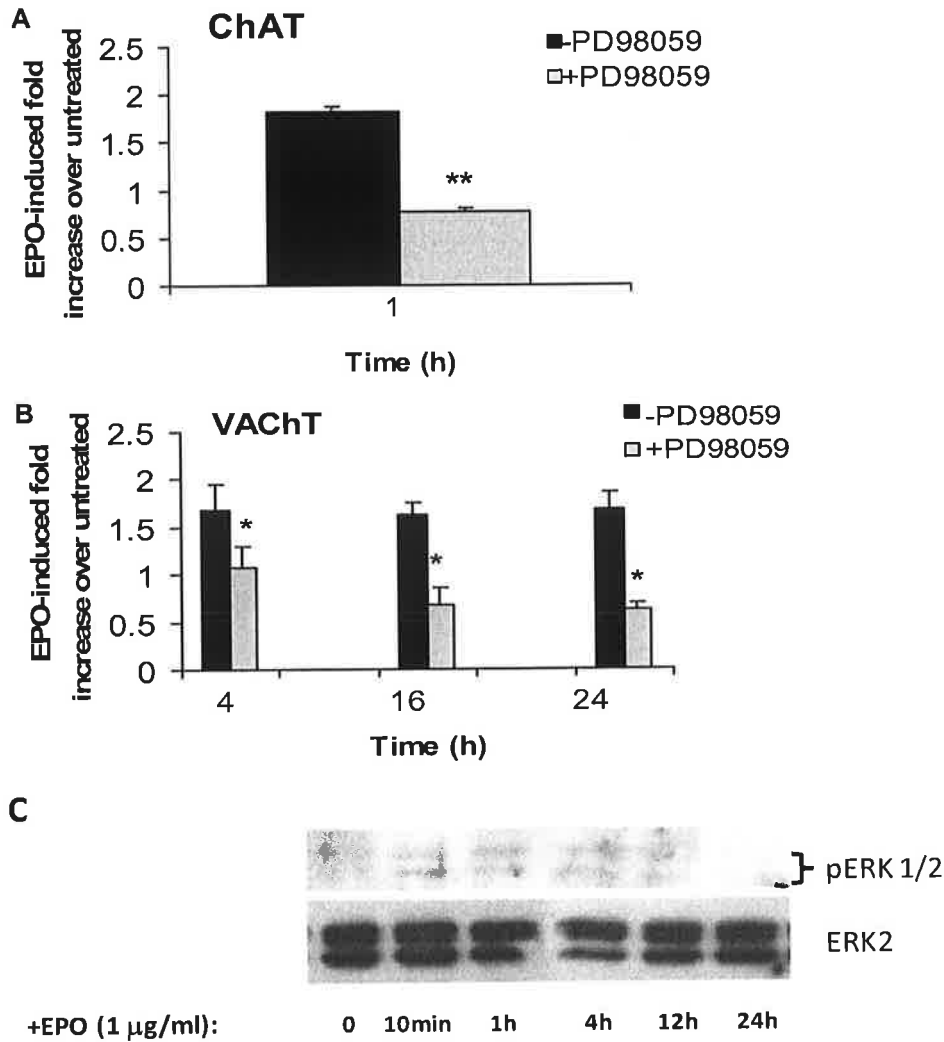 A
ChAT
-PD98059
+PD98059
EPO-induced fold
increase over untreated
2.5
2
1.5
1
0.5
0
**
1
Time (h)
B
VAChT
-PD98059
+PD98059
EPO-induced fold
increase over untreated
2.5
2
1.5
1
0.5
0
*
*
*
4 16 24
Time (h)
C
pERK 1/2
ERK2
+EPO (1 µg/ml): 0 10min 1h 4h 12h 24h